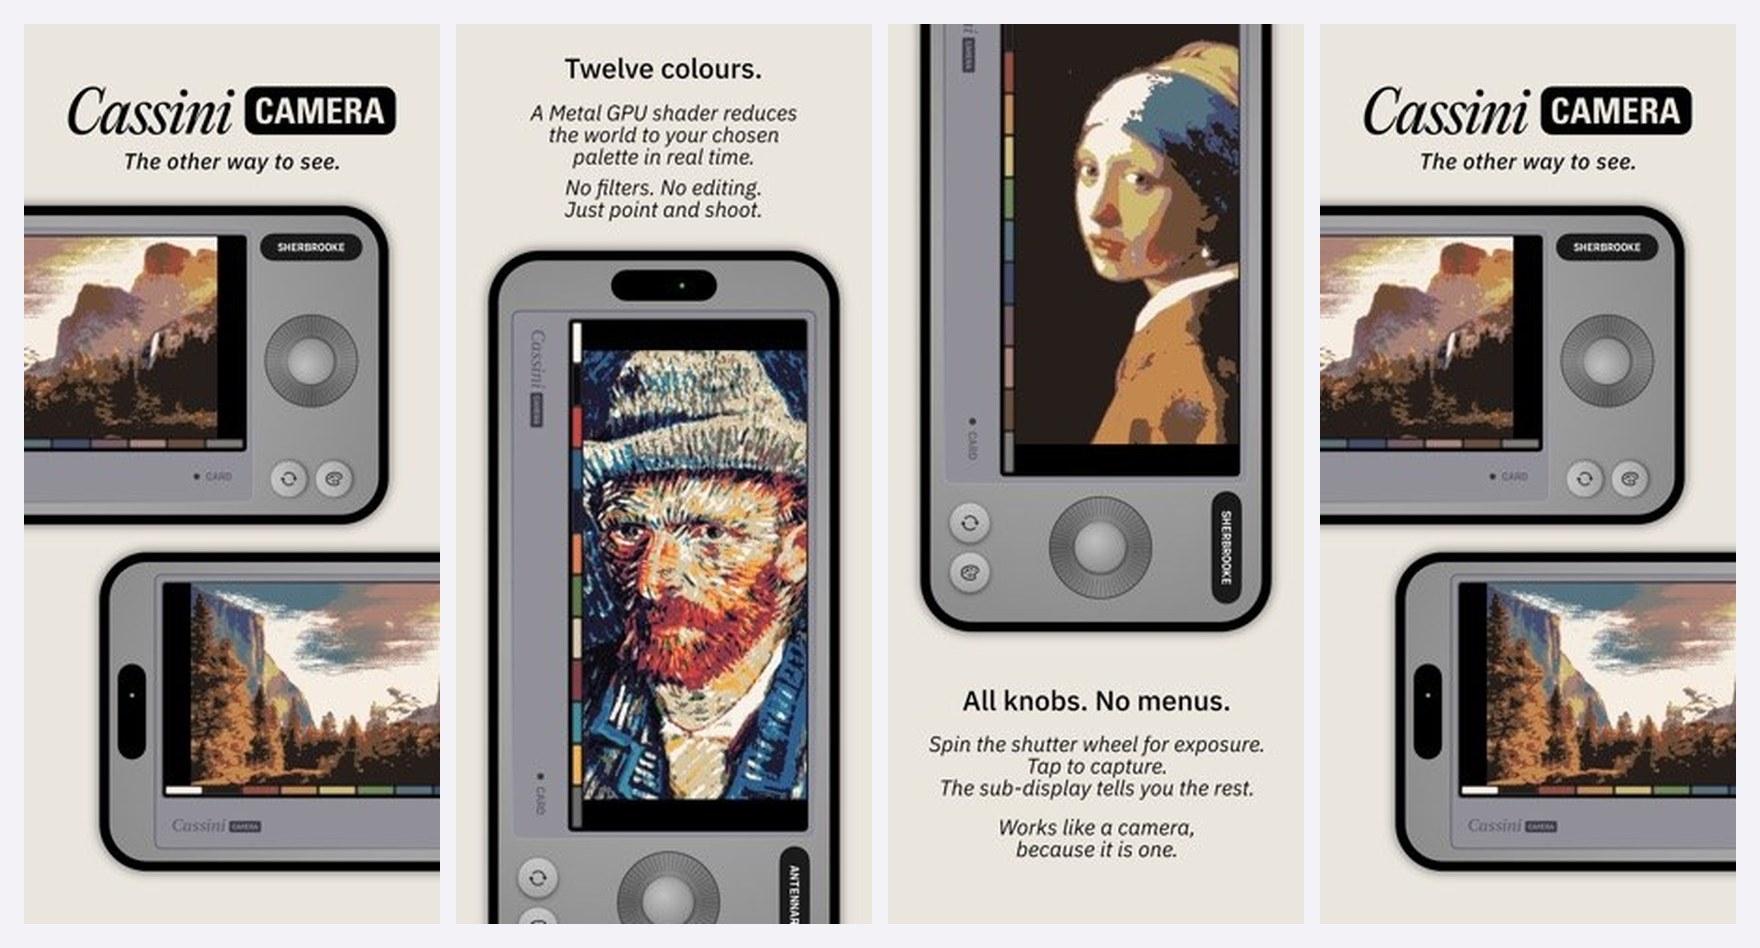 Cassini CAMERA
The other way to see.
SHERBROOKE
CARD
Cassini CAMERA
Twelve colours.
A Metal GPU shader reduces
the world to your chosen
palette in real time.
No filters. No editing.
Just point and shoot.
Cassini CAMERA
CARD
CAMERA
CARD
SHERBROOKE
All knobs. No menus.
Spin the shutter wheel for exposure.
Tap to capture.
The sub-display tells you the rest.
Works like a camera,
because it is one.
Cassini CAMERA
The other way to see.
SHERBROOKE
CARD
Cassini CAMERA